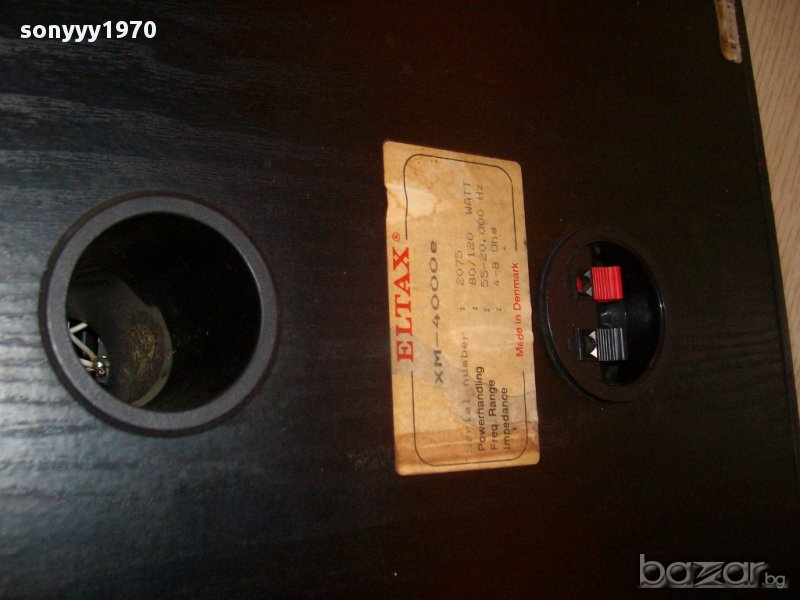 sonyyy1970
ELTAX®
XM-4000e
Serial number : 2075
Powerhandling : 80/120 WATT
Freq. Range : 55-20.000 Hz
Impedance : 4-8 Ohm
Made in Denmark
bazar.bg